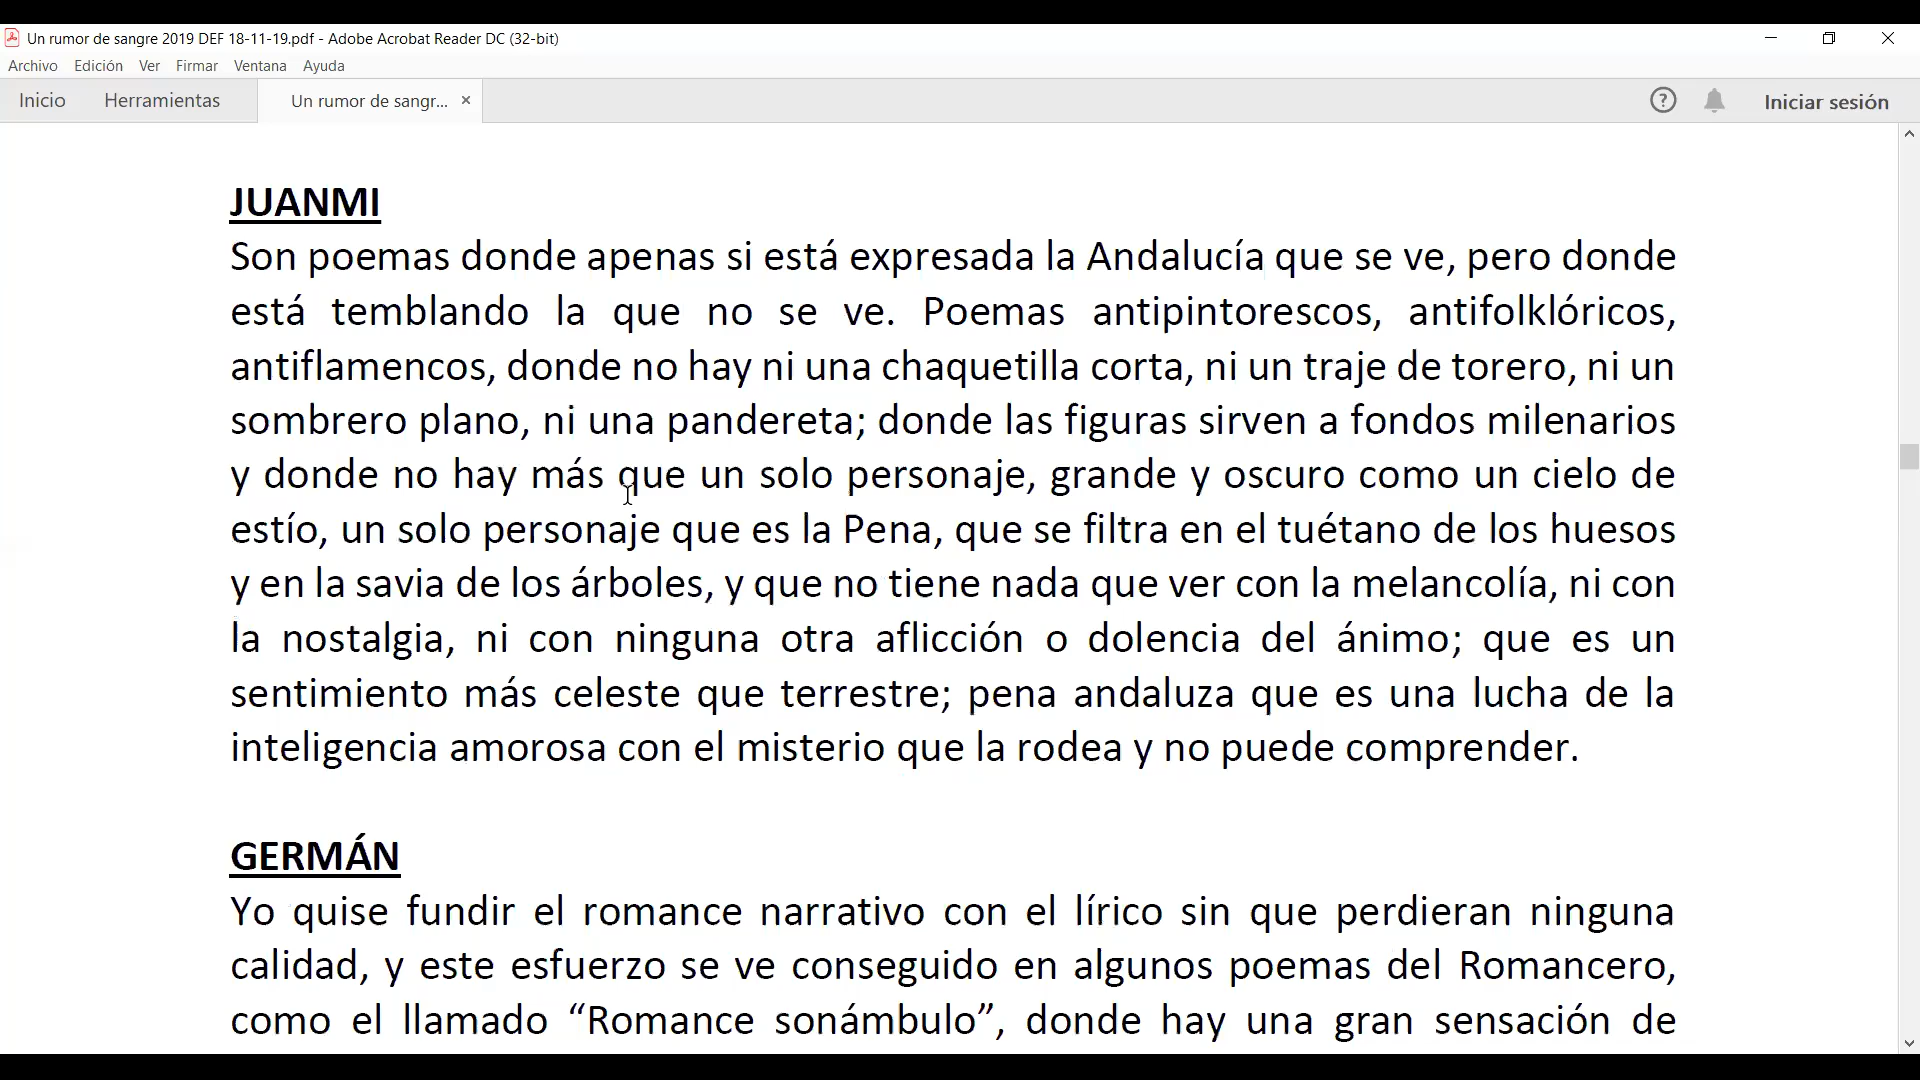 Un rumor de sangre 2019 DEF 18-11-19.pdf - Adobe Acrobat Reader DC (32-bit)
Archivo Edición Ver Firmar Ventana Ayuda
Inicio Herramientas Un rumor de sangr... × ? Iniciar sesión
JUANMI
Son poemas donde apenas si está expresada la Andalucía que se ve, pero donde
está temblando la que no se ve. Poemas antipintorescos, antifolklóricos,
antiflamencos, donde no hay ni una chaquetilla corta, ni un traje de torero, ni un
sombrero plano, ni una pandereta; donde las figuras sirven a fondos milenarios
y donde no hay más que un solo personaje, grande y oscuro como un cielo de
estío, un solo personaje que es la Pena, que se filtra en el tuétano de los huesos
y en la savia de los árboles, y que no tiene nada que ver con la melancolía, ni con
la nostalgia, ni con ninguna otra aflicción o dolencia del ánimo; que es un
sentimiento más celeste que terrestre; pena andaluza que es una lucha de la
inteligencia amorosa con el misterio que la rodea y no puede comprender.
GERMÁN
Yo quise fundir el romance narrativo con el lírico sin que perdieran ninguna
calidad, y este esfuerzo se ve conseguido en algunos poemas del Romancero,
como el llamado “Romance sonámbulo”, donde hay una gran sensación de